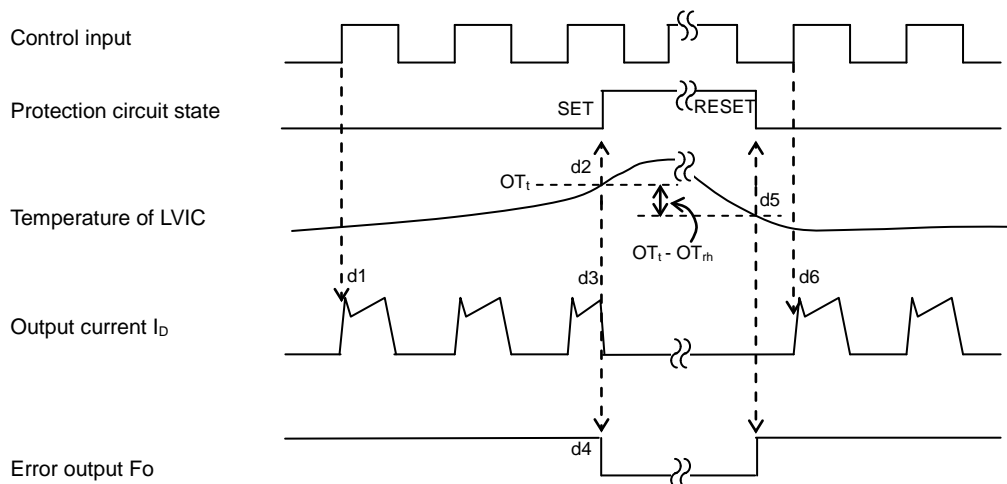 Control input
Protection circuit state
SET
RESET
d2
OTₜ
d5
Temperature of LVIC
OTₜ - OTᵣₕ
d1
d3
d6
Output current I_D
d4
Error output Fo